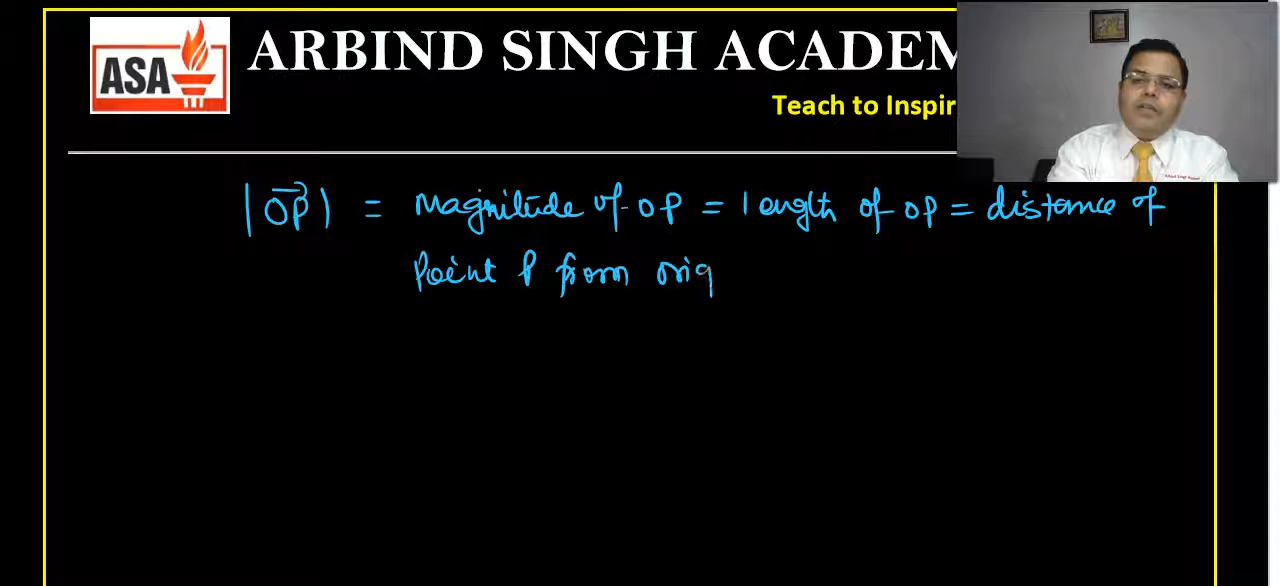 ASA
ARBIND SINGH ACADEM
Teach to Inspir
|OP⃗| = Magnitude of OP = length of OP = distance of
Point P from orig